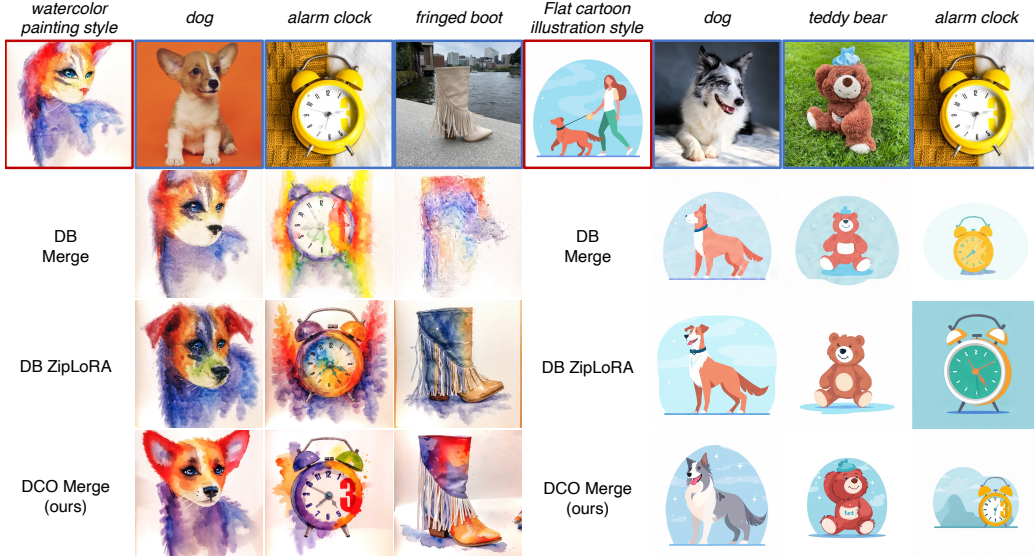 watercolor
painting style
dog
alarm clock
fringed boot
Flat cartoon
illustration style
dog
teddy bear
alarm clock
DB
Merge
DB
Merge
DB ZipLoRA
DB ZipLoRA
DCO Merge
(ours)
3
DCO Merge
(ours)